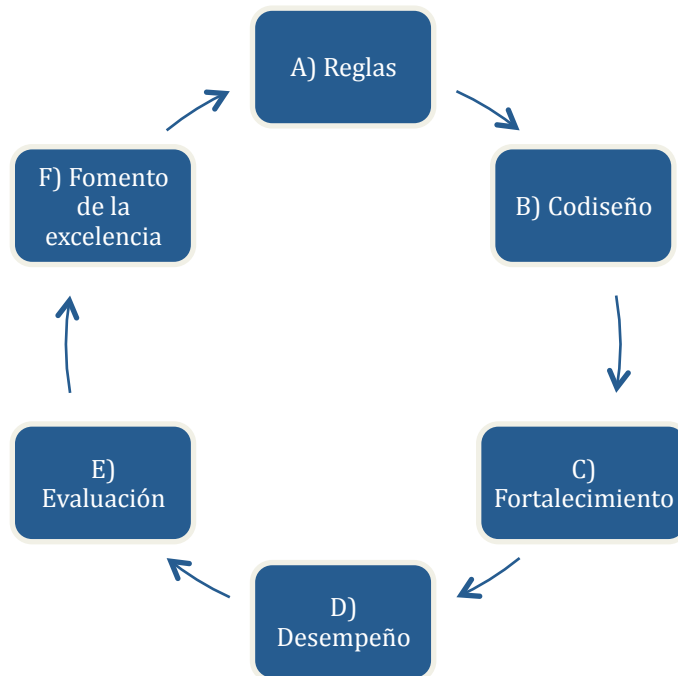 A) Reglas
B) Codiseño
C)
Fortalecimiento
D)
Desempeño
E)
Evaluación
F) Fomento
de la
excelencia